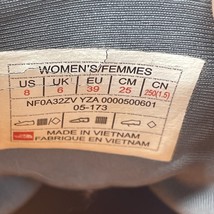 WOMEN'S/FEMMES
US UK EU CM CN
8 6 39 25 250(1.5)
NF0A32ZV YZA 0000500601
05-173
MADE IN VIETNAM
FABRIQUE EN VIETNAM